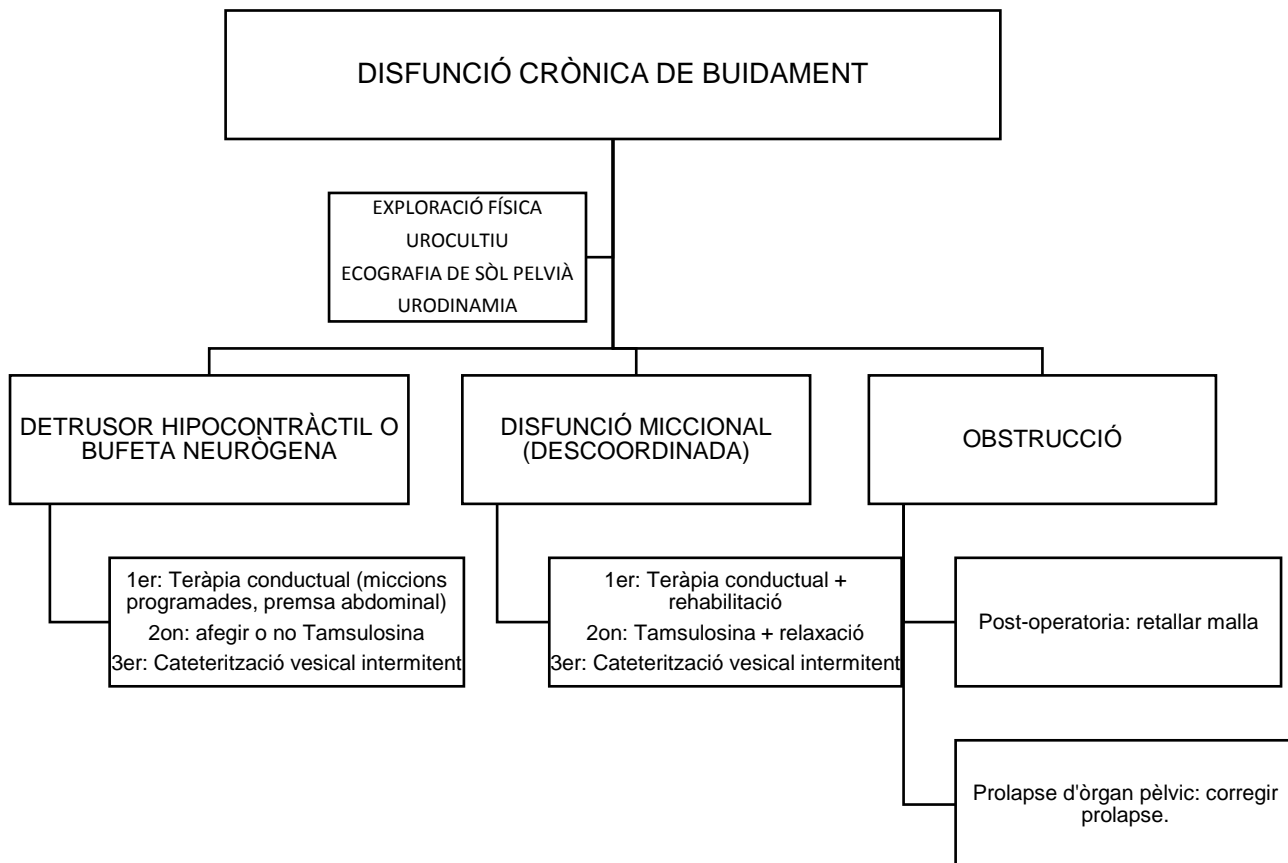 DISFUNCIÓ CRÒNICA DE BUIDAMENT
EXPLORACIÓ FÍSICA
UROCULTIU
ECOGRAFIA DE SÒL PELVIÀ
URODINAMIA
DETRUSOR HIPOCONTRÀCTIL O
BUFETA NEURÒGENA
DISFUNCIÓ MICCIONAL
(DESCOORDINADA)
OBSTRUCCIÓ
1er: Teràpia conductual (miccions
programades, premsa abdominal)
2on: afegir o no Tamsulosina
3er: Cateterització vesical intermitent
1er: Teràpia conductual +
rehabilitació
2on: Tamsulosina + relaxació
3er: Cateterització vesical intermitent
Post-operatoria: retallar malla
Prolapse d'òrgan pèlvic: corregir
prolapse.